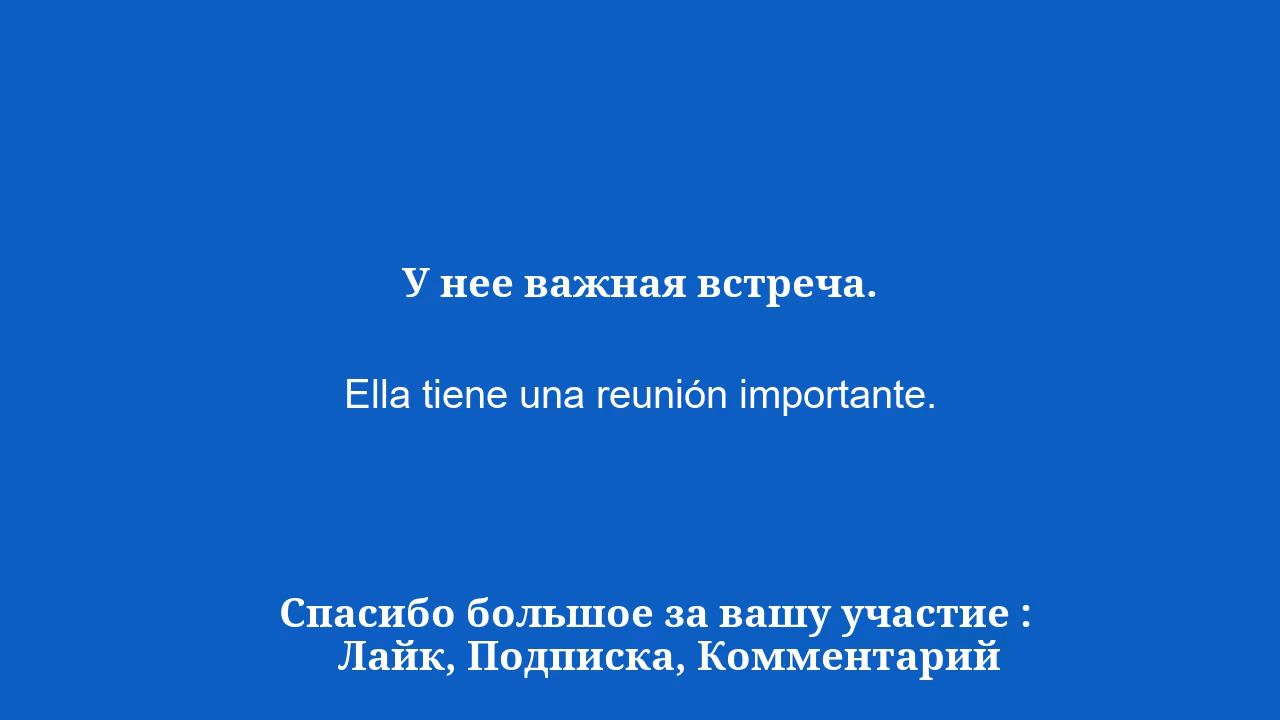 У нее важная встреча.
Ella tiene una reunión importante.
Спасибо большое за вашу участие :
Лайк, Подписка, Комментарий